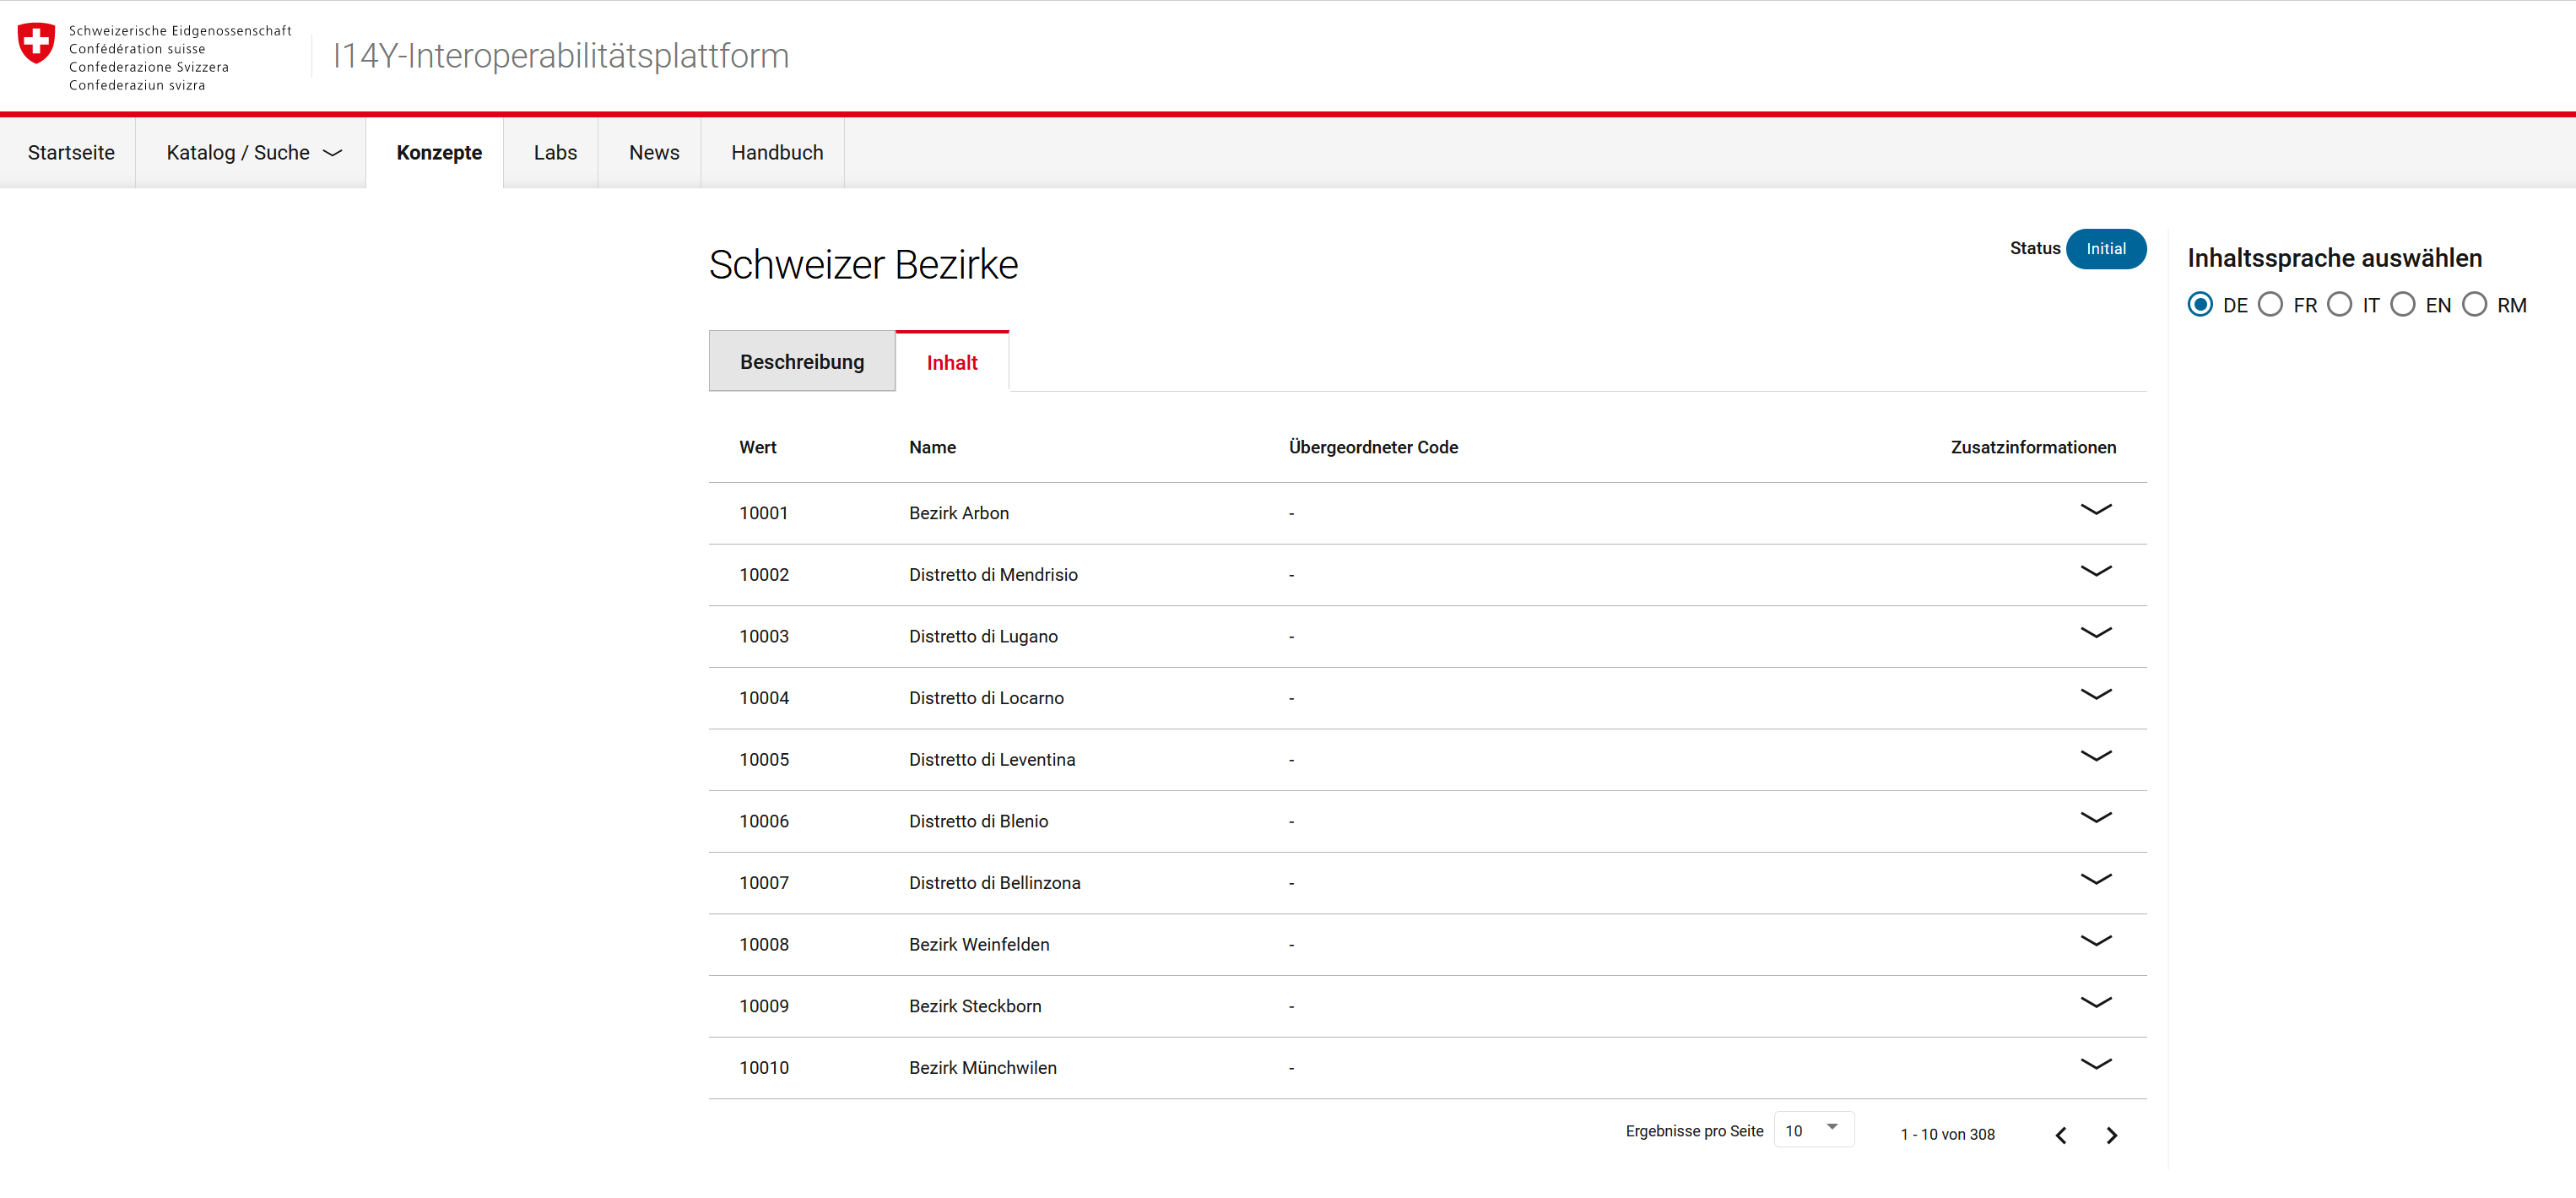 Schweizerische Eidgenossenschaft
Confédération suisse
Confederazione Svizzera
Confederaziun svizra
I14Y-Interoperabilitätsplattform
Startseite Katalog / Suche Konzepte Labs News Handbuch
Schweizer Bezirke
Status Initial
Inhaltssprache auswählen
DE FR IT EN RM
Beschreibung Inhalt
Wert Name Übergeordneter Code Zusatzinformationen
10001 Bezirk Arbon -
10002 Distretto di Mendrisio -
10003 Distretto di Lugano -
10004 Distretto di Locarno -
10005 Distretto di Leventina -
10006 Distretto di Blenio -
10007 Distretto di Bellinzona -
10008 Bezirk Weinfelden -
10009 Bezirk Steckborn -
10010 Bezirk Münchwilen -
Ergebnisse pro Seite 10 1 - 10 von 308